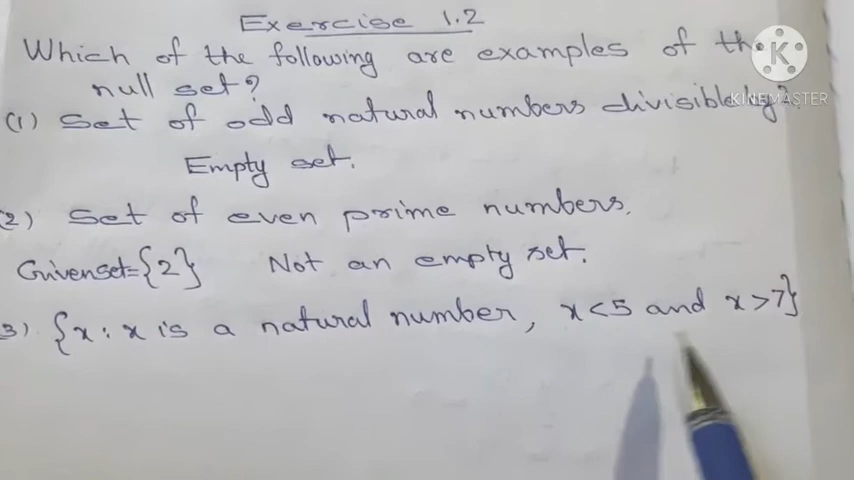 Exercise 1.2
Which of the following are examples of the
null set?
(1) Set of odd natural numbers divisible by 2.
Empty set.
(2) Set of even prime numbers.
Given set = {2} Not an empty set.
3) {x : x is a natural number, x < 5 and x > 7}
K
KINEMASTER